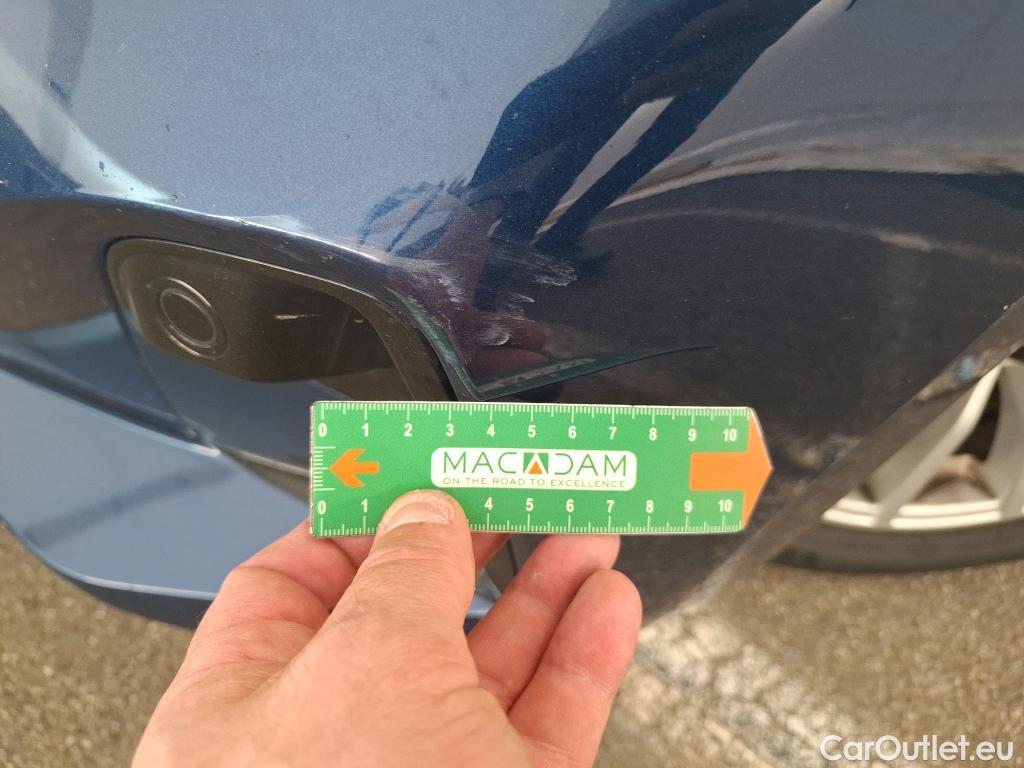 0 1 2 3 4 5 6 7 8 9 10
MACADAM
ON THE ROAD TO EXCELLENCE
0 1 4 5 6 7 8 9 10
CarOutlet.eu